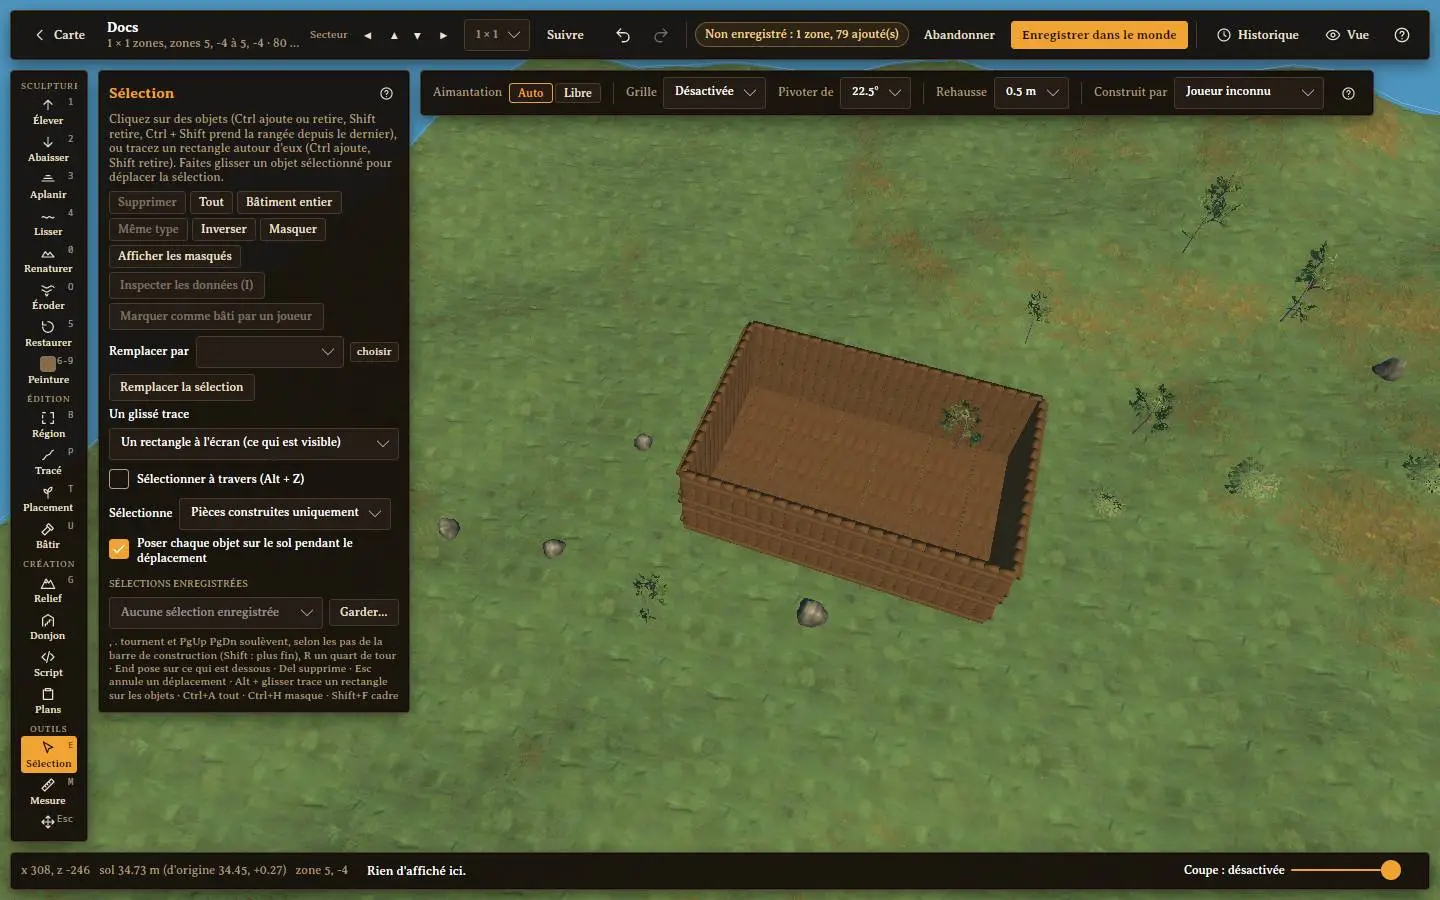 Carte
Docs
1 × 1 zones, zones 5, -4 à 5, -4 · 80 ...
Secteur
1 × 1
Suivre
Non enregistré : 1 zone, 79 ajouté(s)
Abandonner
Enregistrer dans le monde
Historique
Vue
SCULPTURE
1
Élever
2
Abaisser
3
Aplanir
4
Lisser
0
Renaturer
O
Éroder
5
Restaurer
6-9
Peinture
ÉDITION
B
Région
P
Tracé
T
Placement
U
Bâtir
CRÉATION
G
Relief
Donjon
Script
Plans
OUTILS
E
Sélection
M
Mesure
Esc
Sélection
Cliquez sur des objets (Ctrl ajoute ou retire, Shift
retire, Ctrl + Shift prend la rangée depuis le dernier),
ou tracez un rectangle autour d'eux (Ctrl ajoute,
Shift retire). Faites glisser un objet sélectionné pour
déplacer la sélection.
Supprimer Tout Bâtiment entier
Même type Inverser Masquer
Afficher les masqués
Inspecter les données (I)
Marquer comme bâti par un joueur
Remplacer par choisir
Remplacer la sélection
Un glissé trace
Un rectangle à l'écran (ce qui est visible)
Sélectionner à travers (Alt + Z)
Sélectionne Pièces construites uniquement
Poser chaque objet sur le sol pendant le
déplacement
SÉLECTIONS ENREGISTRÉES
Aucune sélection enregistrée Garder...
, . tournent et PgUp PgDn soulèvent, selon les pas de la
barre de construction (Shift : plus fin), R un quart de tour
· End pose sur ce qui est dessous · Del supprime · Esc
annule un déplacement · Alt + glisser trace un rectangle
sur les objets · Ctrl+A tout · Ctrl+H masque · Shift+F cadre
Aimantation Auto Libre Grille Désactivée Pivoter de 22.5° Rehausse 0.5 m Construit par Joueur inconnu
x 308, z -246 sol 34.73 m (d'origine 34.45, +0.27) zone 5, -4 Rien d'affiché ici.
Coupe : désactivée